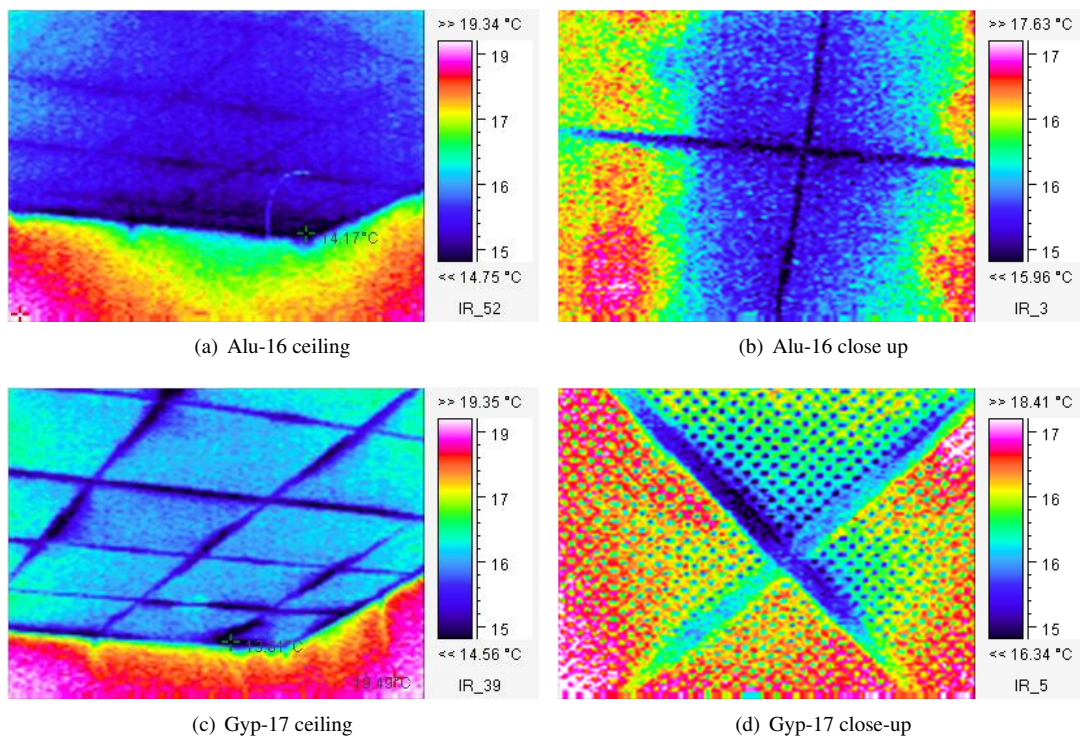 >> 19.34 °C
19
17
16
15
14.17°C
<< 14.75 °C
IR_52
(a) Alu-16 ceiling
>> 17.63 °C
17
16
16
15
<< 15.96 °C
IR_3
(b) Alu-16 close up
>> 19.35 °C
19
17
16
15
19.49°C
<< 14.56 °C
IR_39
(c) Gyp-17 ceiling
>> 18.41 °C
17
16
16
15
<< 16.34 °C
IR_5
(d) Gyp-17 close-up